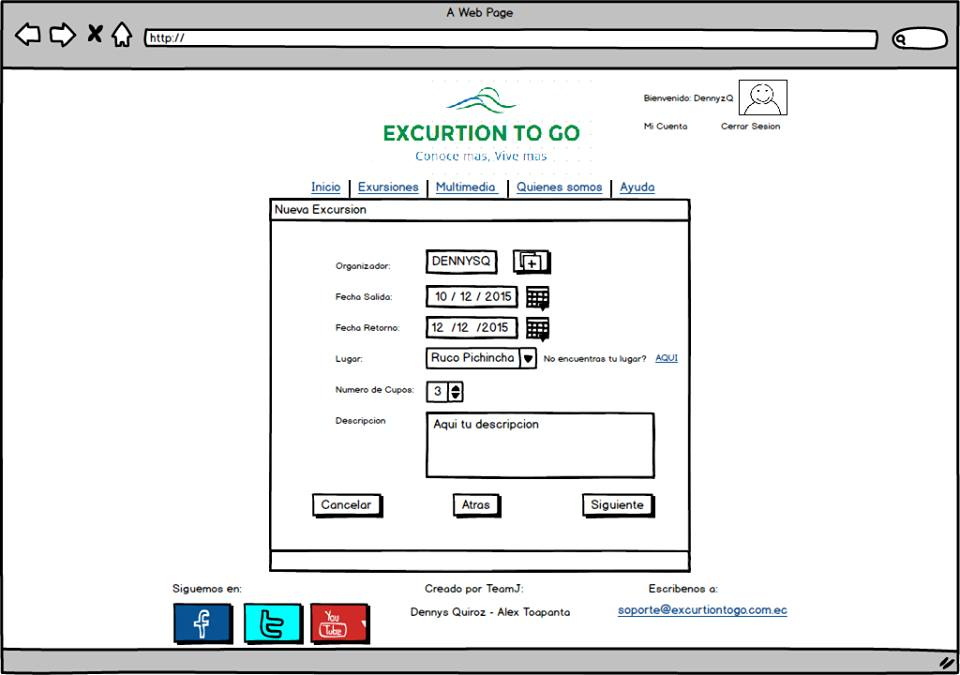 A Web Page
http://
Bienvenido: DennyzQ
Mi Cuenta Cerrar Sesion
EXCURTION TO GO
Conoce mas, Vive mas
Inicio Exursiones Multimedia Quienes somos Ayuda
Nueva Excursion
Organizador: DENNYSQ
Fecha Salida: 10 / 12 / 2015
Fecha Retorno: 12 /12 /2015
Lugar: Ruco Pichincha No encuentras tu lugar? AQUI
Numero de Cupos: 3
Descripcion Aqui tu descripcion
Cancelar Atras Siguiente
Siguemos en: Creado por TeamJ: Escribenos a:
Dennys Quiroz - Alex Toapanta soporte@excurtiontogo.com.ec
f t You Tube